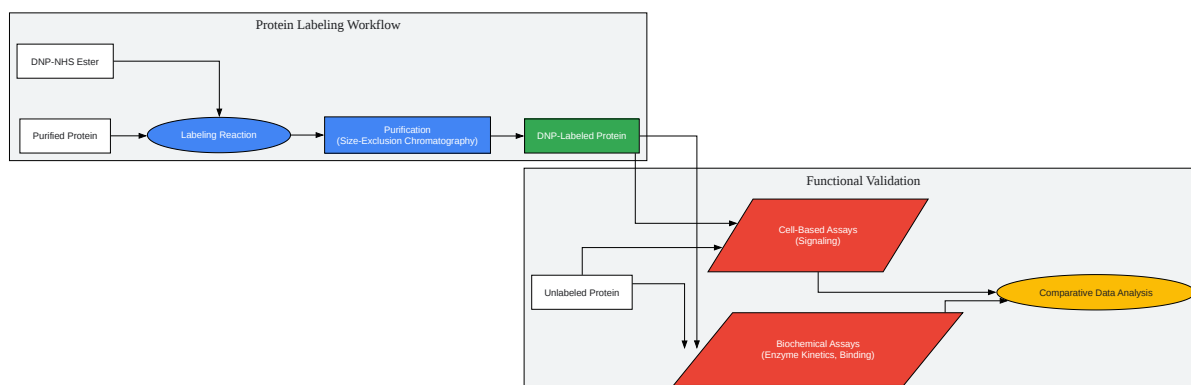 Protein Labeling Workflow
DNP-NHS Ester
Purified Protein
Labeling Reaction
Purification
(Size-Exclusion Chromatography)
DNP-Labeled Protein
Functional Validation
Cell-Based Assays
(Signaling)
Unlabeled Protein
Comparative Data Analysis
Biochemical Assays
(Enzyme Kinetics, Binding)